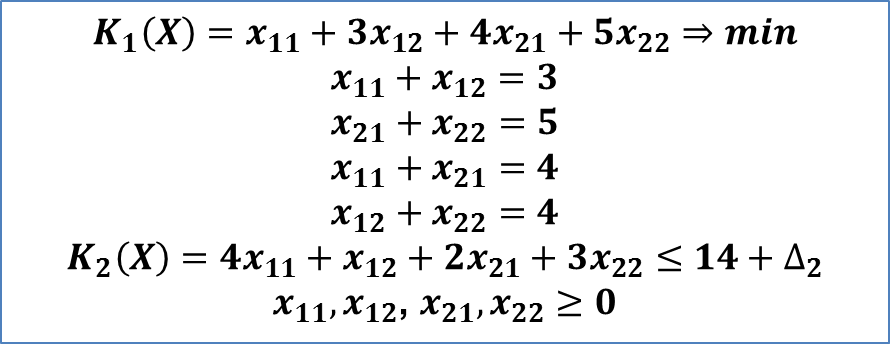 K₁(X) = x₁₁ + 3x₁₂ + 4x₂₁ + 5x₂₂ ⇒ min
x₁₁ + x₁₂ = 3
x₂₁ + x₂₂ = 5
x₁₁ + x₂₁ = 4
x₁₂ + x₂₂ = 4
K₂(X) = 4x₁₁ + x₁₂ + 2x₂₁ + 3x₂₂ ≤ 14 + Δ₂
x₁₁, x₁₂, x₂₁, x₂₂ ≥ 0